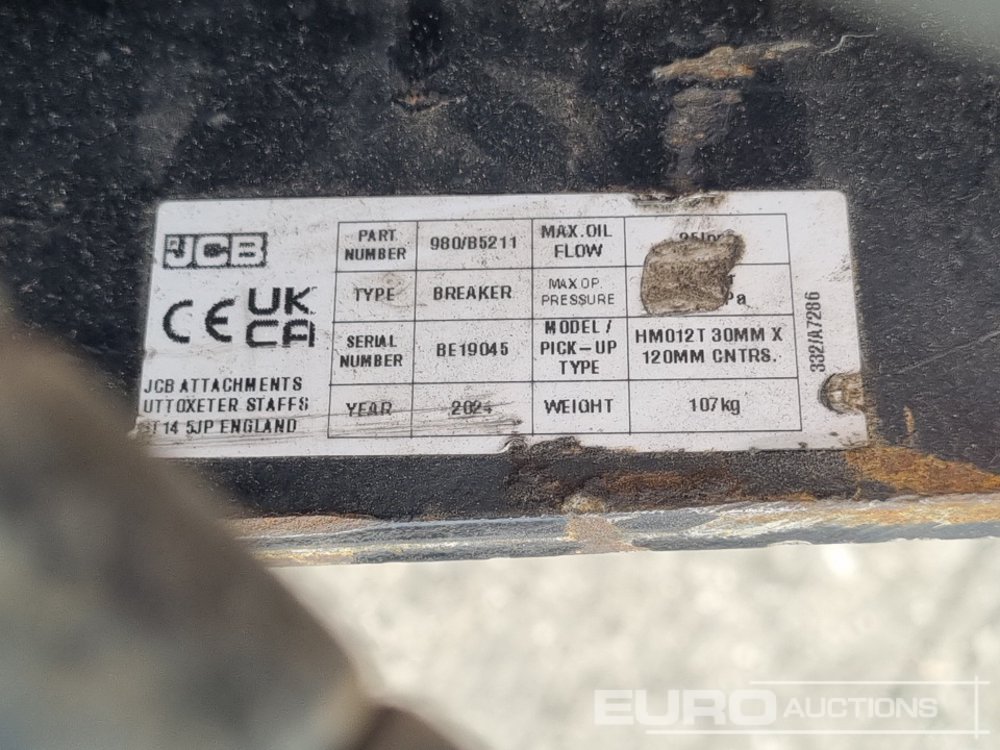 JCB
CE UK
CA
JCB ATTACHMENTS
UTTOXETER STAFFS
ST14 5JP ENGLAND
PART NUMBER 980/B5211 MAX. OIL FLOW
TYPE BREAKER MAX OP. PRESSURE
SERIAL NUMBER BE19045 MODEL / PICK-UP TYPE HM012T 30MM X 120MM CNTRS.
YEAR 2024 WEIGHT 107kg
332/A7286
EURO AUCTIONS